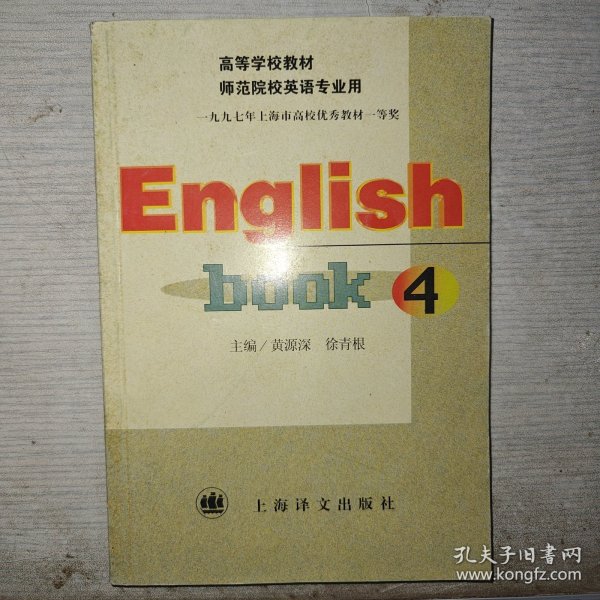 高等学校教材
师范院校英语专业用
一九九七年上海市高校优秀教材一等奖
English
book 4
主编/黄源深 徐青根
上海译文出版社
孔夫子旧书网
www.kongfz.com